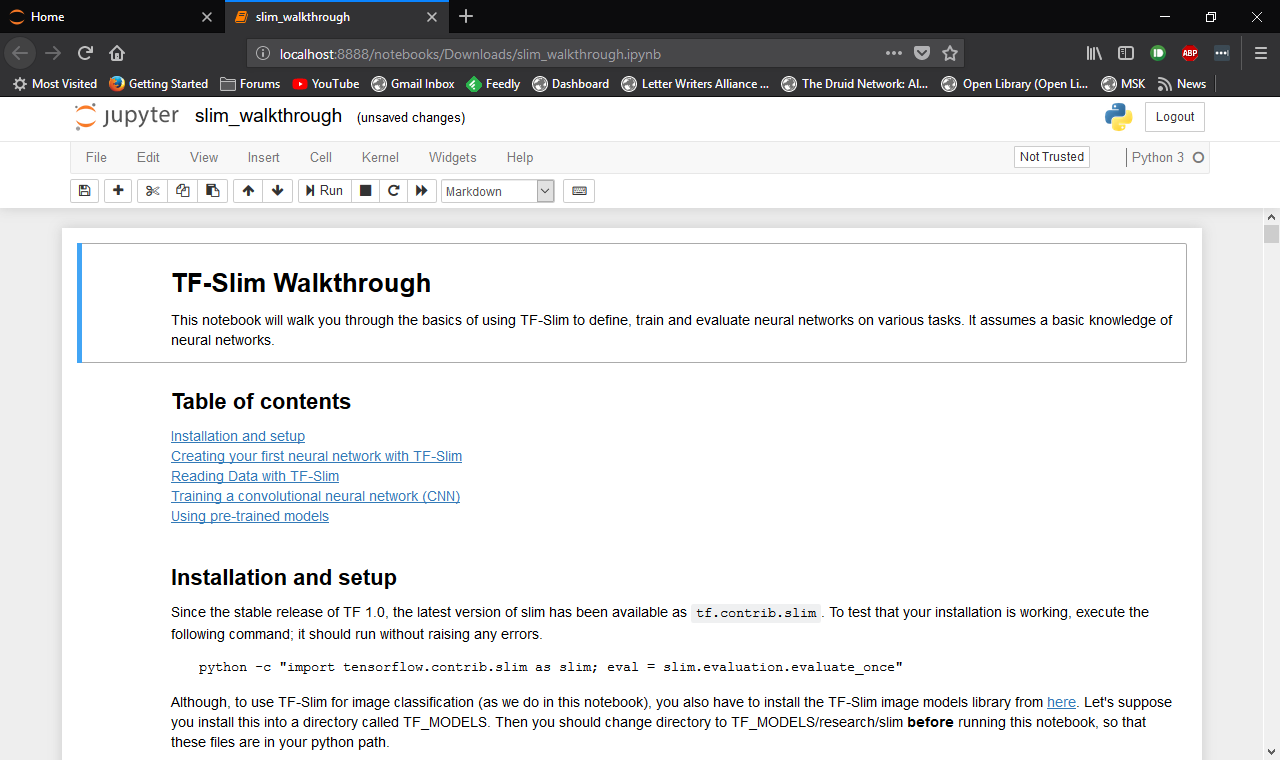 Home
slim_walkthrough
localhost:8888/notebooks/Downloads/slim_walkthrough.ipynb
ABP
Most Visited Getting Started Forums YouTube Gmail Inbox Feedly Dashboard Letter Writers Alliance ... The Druid Network: Al... Open Library (Open Li... MSK News
jupyter slim_walkthrough (unsaved changes) Logout
File Edit View Insert Cell Kernel Widgets Help Not Trusted Python 3
Run Markdown
TF-Slim Walkthrough
This notebook will walk you through the basics of using TF-Slim to define, train and evaluate neural networks on various tasks. It assumes a basic knowledge of
neural networks.
Table of contents
Installation and setup
Creating your first neural network with TF-Slim
Reading Data with TF-Slim
Training a convolutional neural network (CNN)
Using pre-trained models
Installation and setup
Since the stable release of TF 1.0, the latest version of slim has been available as tf.contrib.slim. To test that your installation is working, execute the
following command; it should run without raising any errors.
python -c "import tensorflow.contrib.slim as slim; eval = slim.evaluation.evaluate_once"
Although, to use TF-Slim for image classification (as we do in this notebook), you also have to install the TF-Slim image models library from here. Let's suppose
you install this into a directory called TF_MODELS. Then you should change directory to TF_MODELS/research/slim before running this notebook, so that
these files are in your python path.